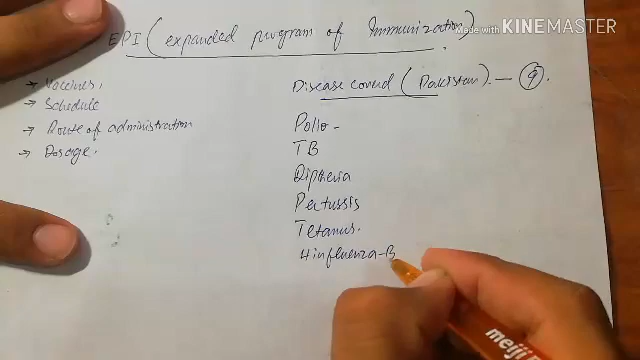 EPI (expanded program of Immunization)
Made with KINEMASTER
→ Vaccines,
→ Schedule
→ Route of administration
→ Dosage.
Disease covered (Pakistan) — 9.
Polio -
TB
Diptheria
Pertussis
Tetanus.
H influenza-B
meiji